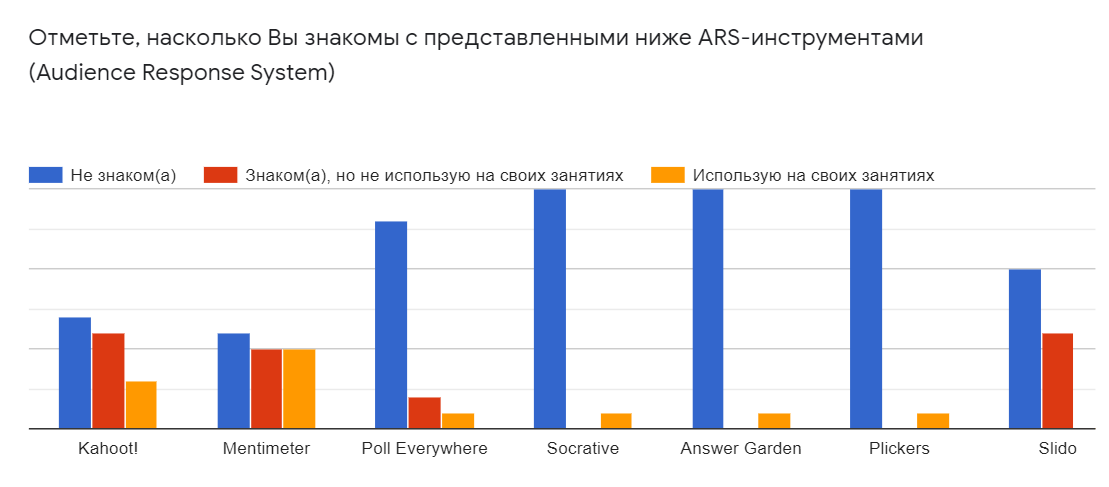 Отметьте, насколько Вы знакомы с представленными ниже ARS-инструментами
(Audience Response System)
Не знаком(а) Знаком(а), но не использую на своих занятиях Использую на своих занятиях
Kahoot! Mentimeter Poll Everywhere Socrative Answer Garden Plickers Slido